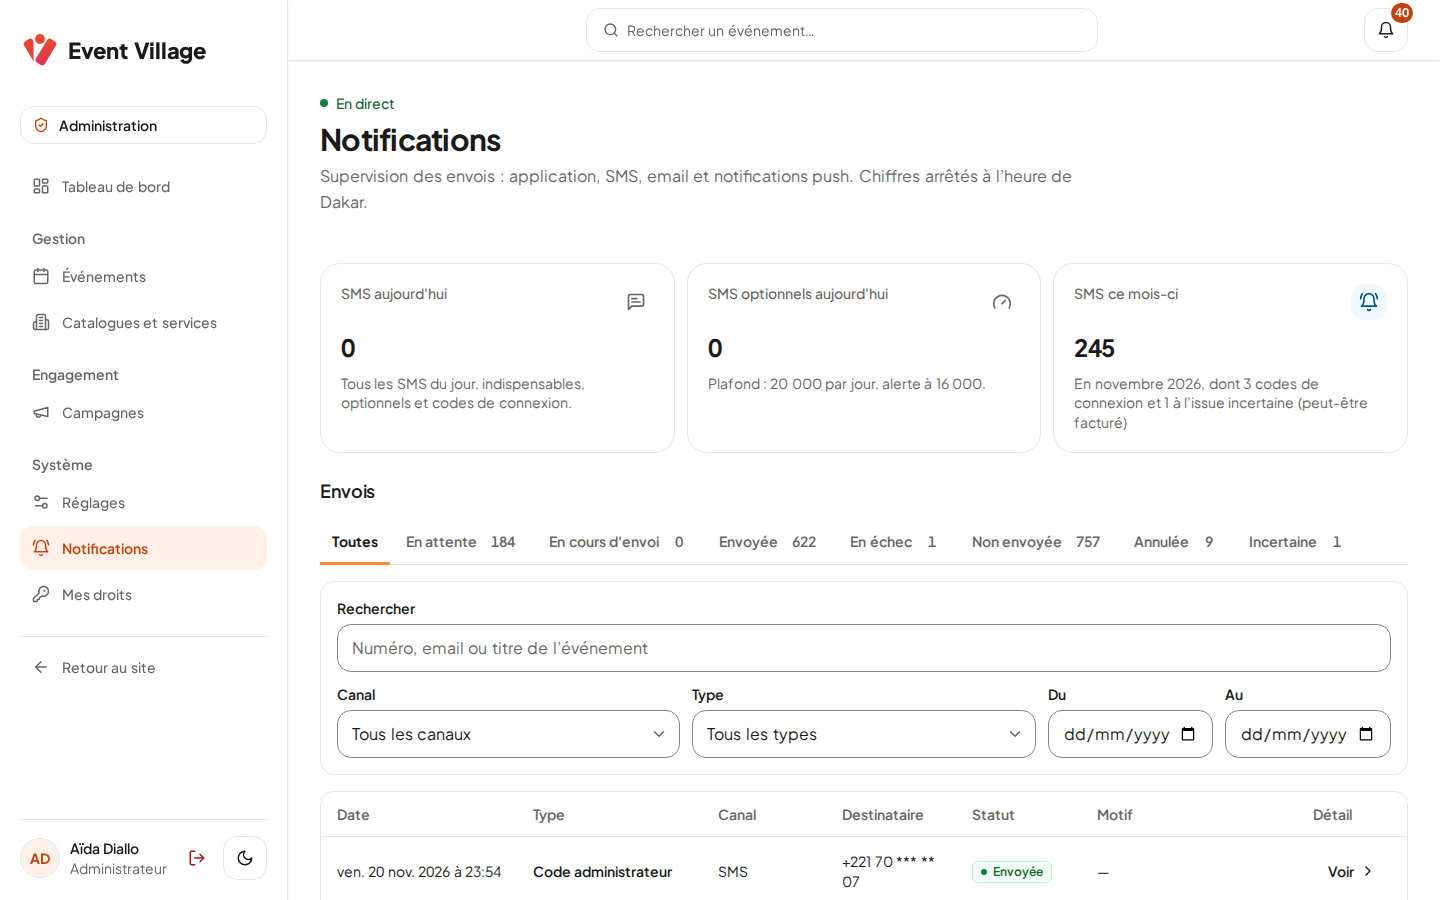 Event Village
Administration
Tableau de bord
Gestion
Événements
Catalogues et services
Engagement
Campagnes
Système
Réglages
Notifications
Mes droits
Retour au site
AD
Aïda Diallo
Administrateur
Rechercher un événement…
40
En direct
Notifications
Supervision des envois : application, SMS, email et notifications push. Chiffres arrêtés à l’heure de
Dakar.
SMS aujourd'hui
0
Tous les SMS du jour, indispensables,
optionnels et codes de connexion.
SMS optionnels aujourd'hui
0
Plafond : 20 000 par jour, alerte à 16 000.
SMS ce mois-ci
245
En novembre 2026, dont 3 codes de
connexion et 1 à l’issue incertaine (peut-être
facturé)
Envois
Toutes En attente 184 En cours d'envoi 0 Envoyée 622 En échec 1 Non envoyée 757 Annulée 9 Incertaine 1
Rechercher
Numéro, email ou titre de l’événement
Canal Type Du Au
Tous les canaux Tous les types dd/mm/yyyy dd/mm/yyyy
Date Type Canal Destinataire Statut Motif Détail
ven. 20 nov. 2026 à 23:54 Code administrateur SMS +221 70 *** ** 07 Envoyée — Voir